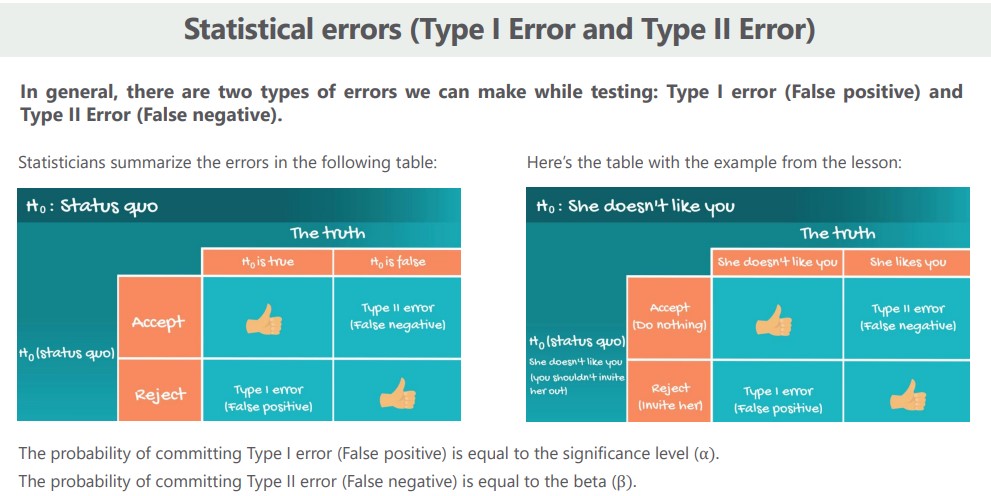 Statistical errors (Type I Error and Type II Error)
In general, there are two types of errors we can make while testing: Type I error (False positive) and
Type II Error (False negative).
Statisticians summarize the errors in the following table:
H₀ : Status quo
The truth
H₀ is true
H₀ is false
Accept
Type II error
(False negative)
H₀ (status quo)
Reject
Type I error
(False positive)
Here's the table with the example from the lesson:
H₀ : She doesn't like you
The truth
She doesn't like you
She likes you
Accept
(Do nothing)
Type II error
(False negative)
H₀ (status quo)
She doesn't like you
(you shouldn't invite
her out)
Reject
(Invite her)
Type I error
(False positive)
The probability of committing Type I error (False positive) is equal to the significance level (α).
The probability of committing Type II error (False negative) is equal to the beta (β).